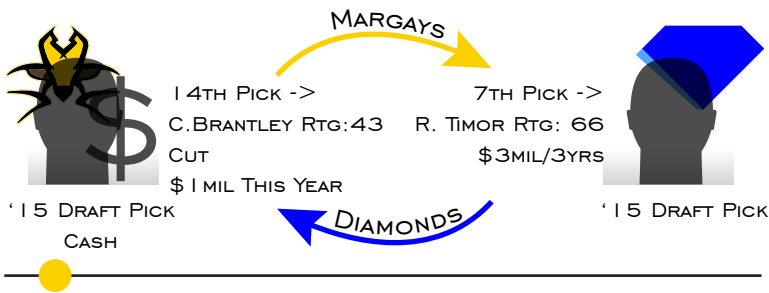 Margays
14th Pick ->
C.Brantley Rtg:43
Cut
$1mil This Year
7th Pick ->
R. Timor Rtg: 66
$3mil/3yrs
$
'15 Draft Pick
Cash
Diamonds
'15 Draft Pick